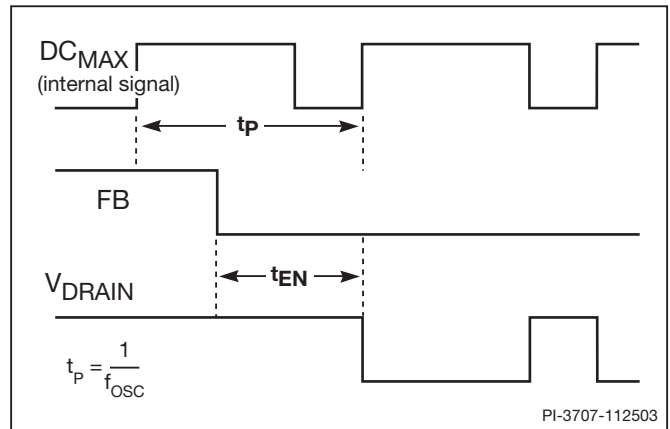 DCMAX
(internal signal)
tP
FB
tEN
VDRAIN
tP = 1/fOSC
PI-3707-112503